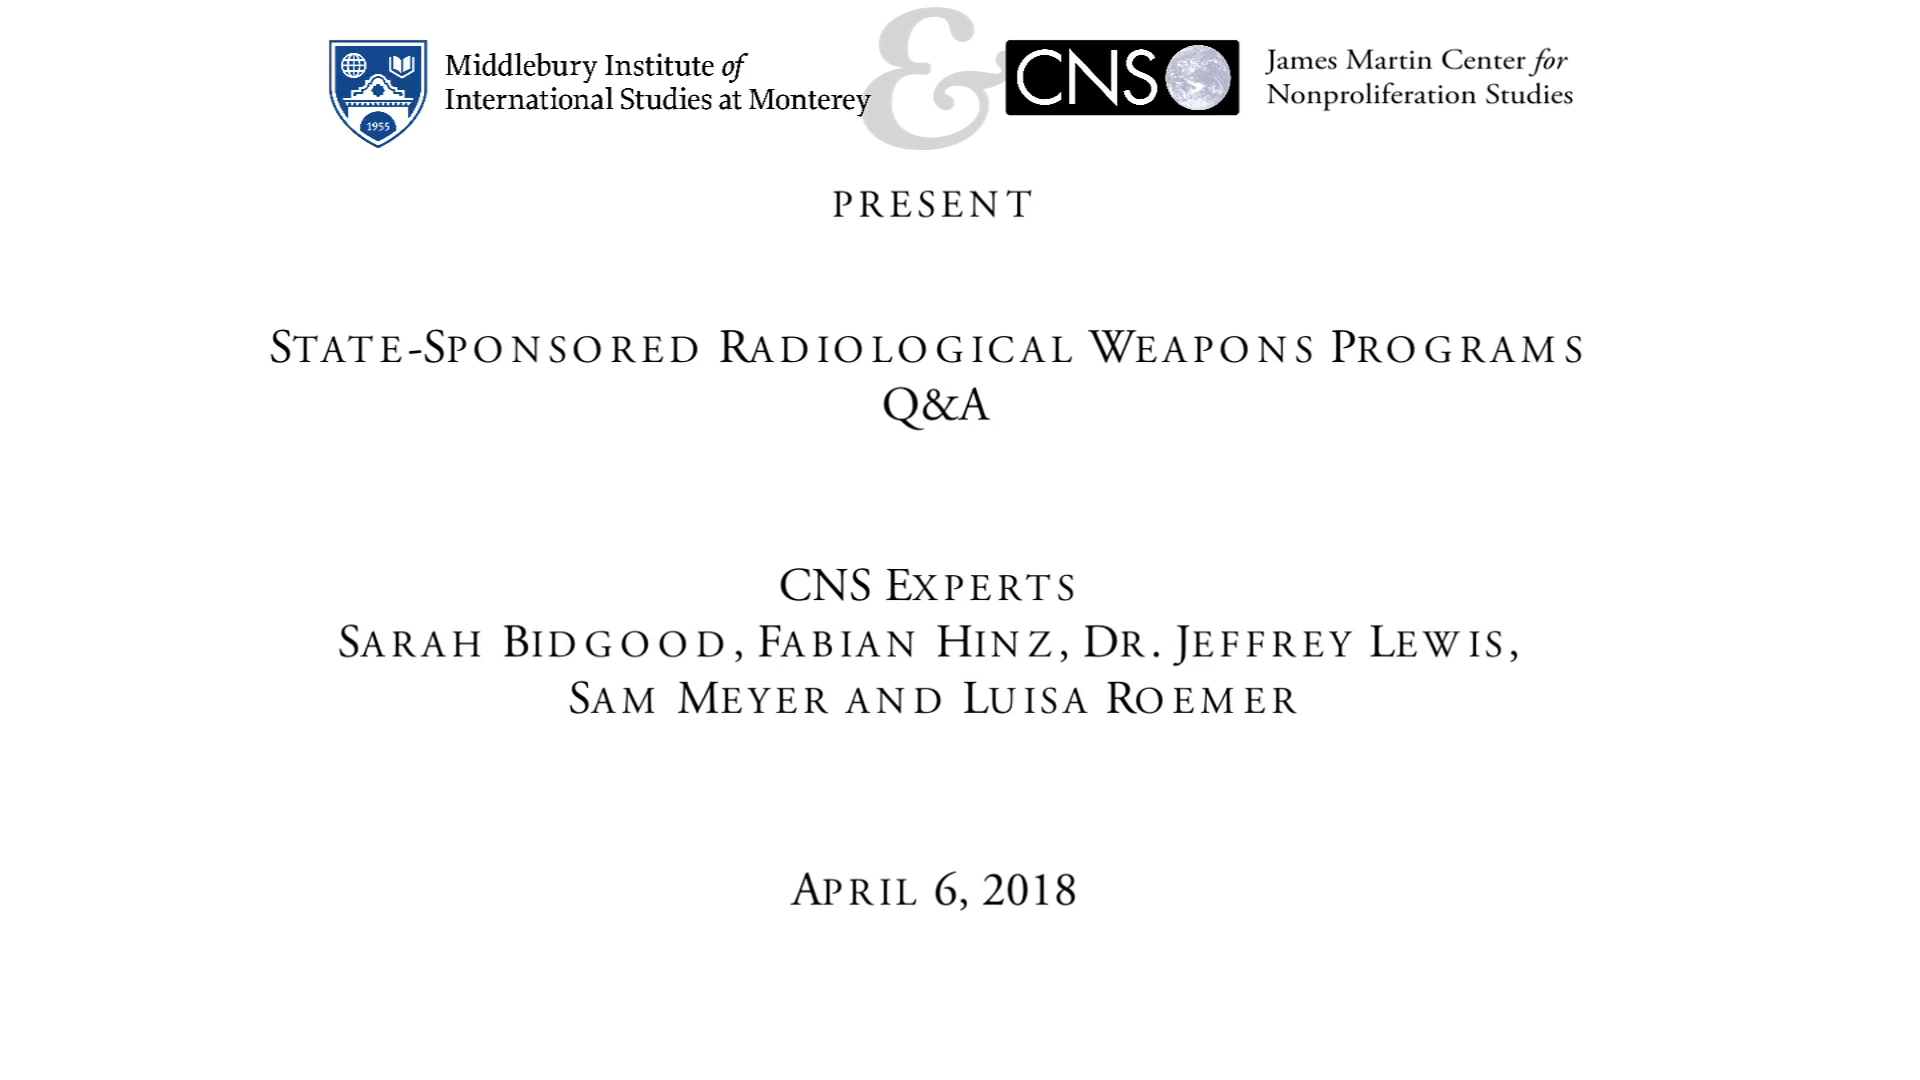 Middlebury Institute of
International Studies at Monterey
1955
&
CNS
James Martin Center for
Nonproliferation Studies
PRESENT
STATE-SPONSORED RADIOLOGICAL WEAPONS PROGRAMS
Q&A
CNS EXPERTS
SARAH BIDGOOD, FABIAN HINZ, DR. JEFFREY LEWIS,
SAM MEYER AND LUISA ROEMER
APRIL 6, 2018